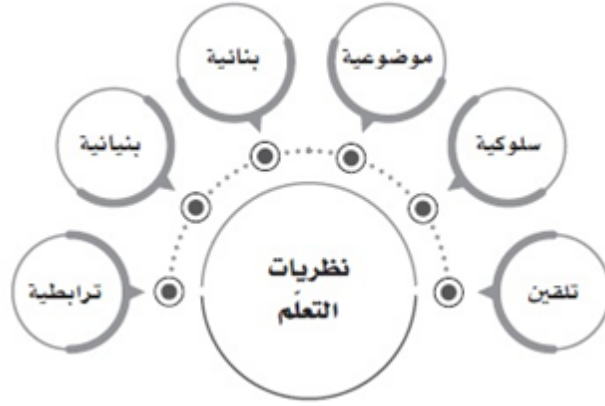 موضوعية
بنائية
سلوكية
بنيانية
نظريات
التعلّم
تلقين
ترابطية